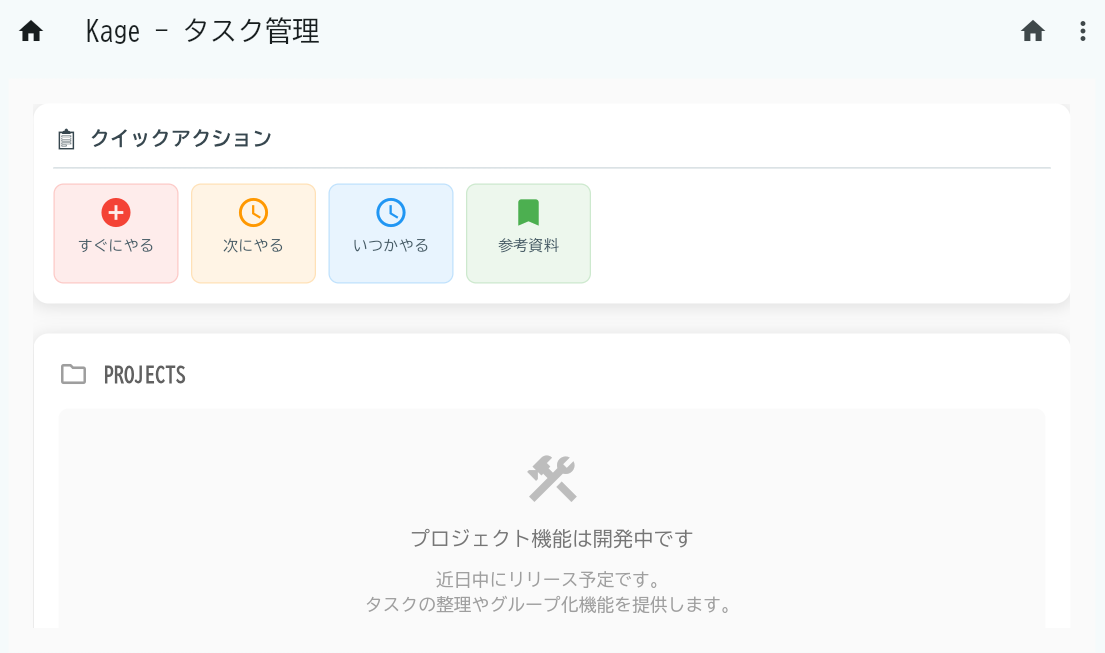 Kage - タスク管理
クイックアクション
すぐにやる
次にやる
いつかやる
参考資料
PROJECTS
プロジェクト機能は開発中です
近日中にリリース予定です。
タスクの整理やグループ化機能を提供します。